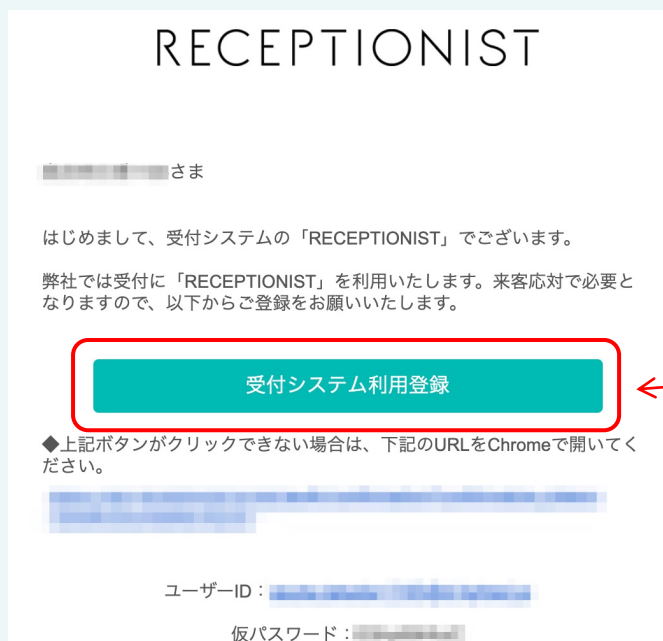 RECEPTIONIST
さま
はじめまして、受付システムの「RECEPTIONIST」でございます。
弊社では受付に「RECEPTIONIST」を利用いたします。来客応対で必要と
なりますので、以下からご登録をお願いいたします。
受付システム利用登録
◆上記ボタンがクリックできない場合は、下記のURLをChromeで開いてく
ださい。
ユーザーID：
仮パスワード：